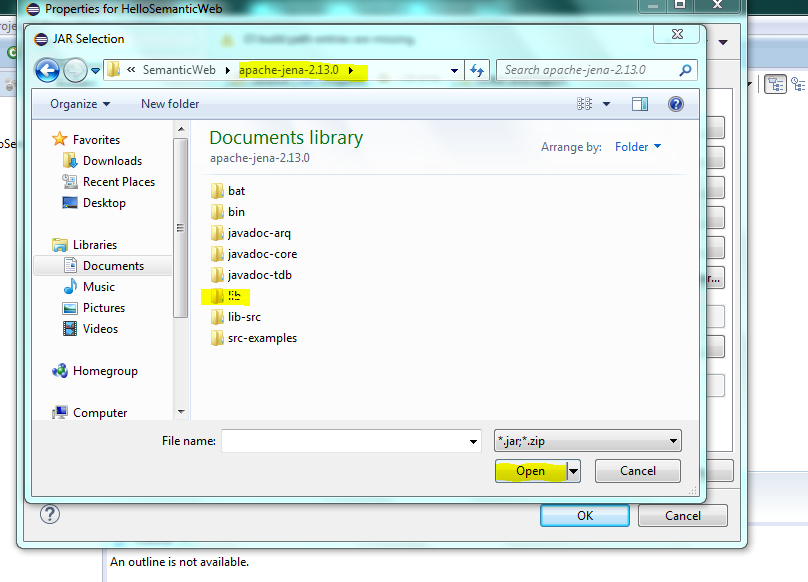 Properties for HelloSemanticWeb
JAR Selection
« SemanticWeb apache-jena-2.13.0
Search apache-jena-2.13.0
Organize New folder
Favorites
Downloads
Recent Places
Desktop
Libraries
Documents
Music
Pictures
Videos
Homegroup
Computer
Documents library
apache-jena-2.13.0
Arrange by: Folder
bat
bin
javadoc-arq
javadoc-core
javadoc-tdb
lib
lib-src
src-examples
r...
File name:
*.jar;*.zip
Open Cancel
OK Cancel
An outline is not available.